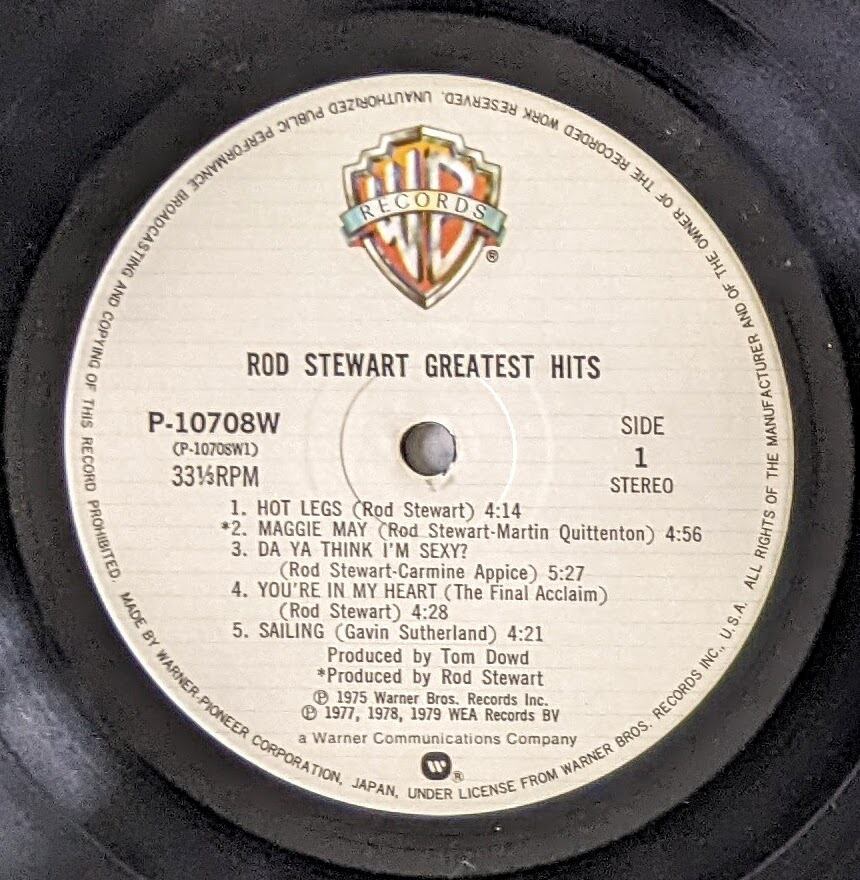 WB
RECORDS
®
ROD STEWART GREATEST HITS
P-10708W
(P-10708W1)
33⅓RPM
SIDE
1
STEREO
1. HOT LEGS (Rod Stewart) 4:14
*2. MAGGIE MAY (Rod Stewart-Martin Quittenton) 4:56
3. DA YA THINK I'M SEXY?
(Rod Stewart-Carmine Appice) 5:27
4. YOU'RE IN MY HEART (The Final Acclaim)
(Rod Stewart) 4:28
5. SAILING (Gavin Sutherland) 4:21
Produced by Tom Dowd
*Produced by Rod Stewart
℗ 1975 Warner Bros. Records Inc.
℗ 1977, 1978, 1979 WEA Records BV
a Warner Communications Company
W®
MADE BY WARNER-PIONEER CORPORATION, JAPAN, UNDER LICENSE FROM WARNER BROS. RECORDS INC., U.S.A. ALL RIGHTS OF THE MANUFACTURER AND OF THE OWNER OF THE RECORDED WORK RESERVED. UNAUTHORIZED PUBLIC PERFORMANCE BROADCASTING AND COPYING OF THIS RECORD PROHIBITED.